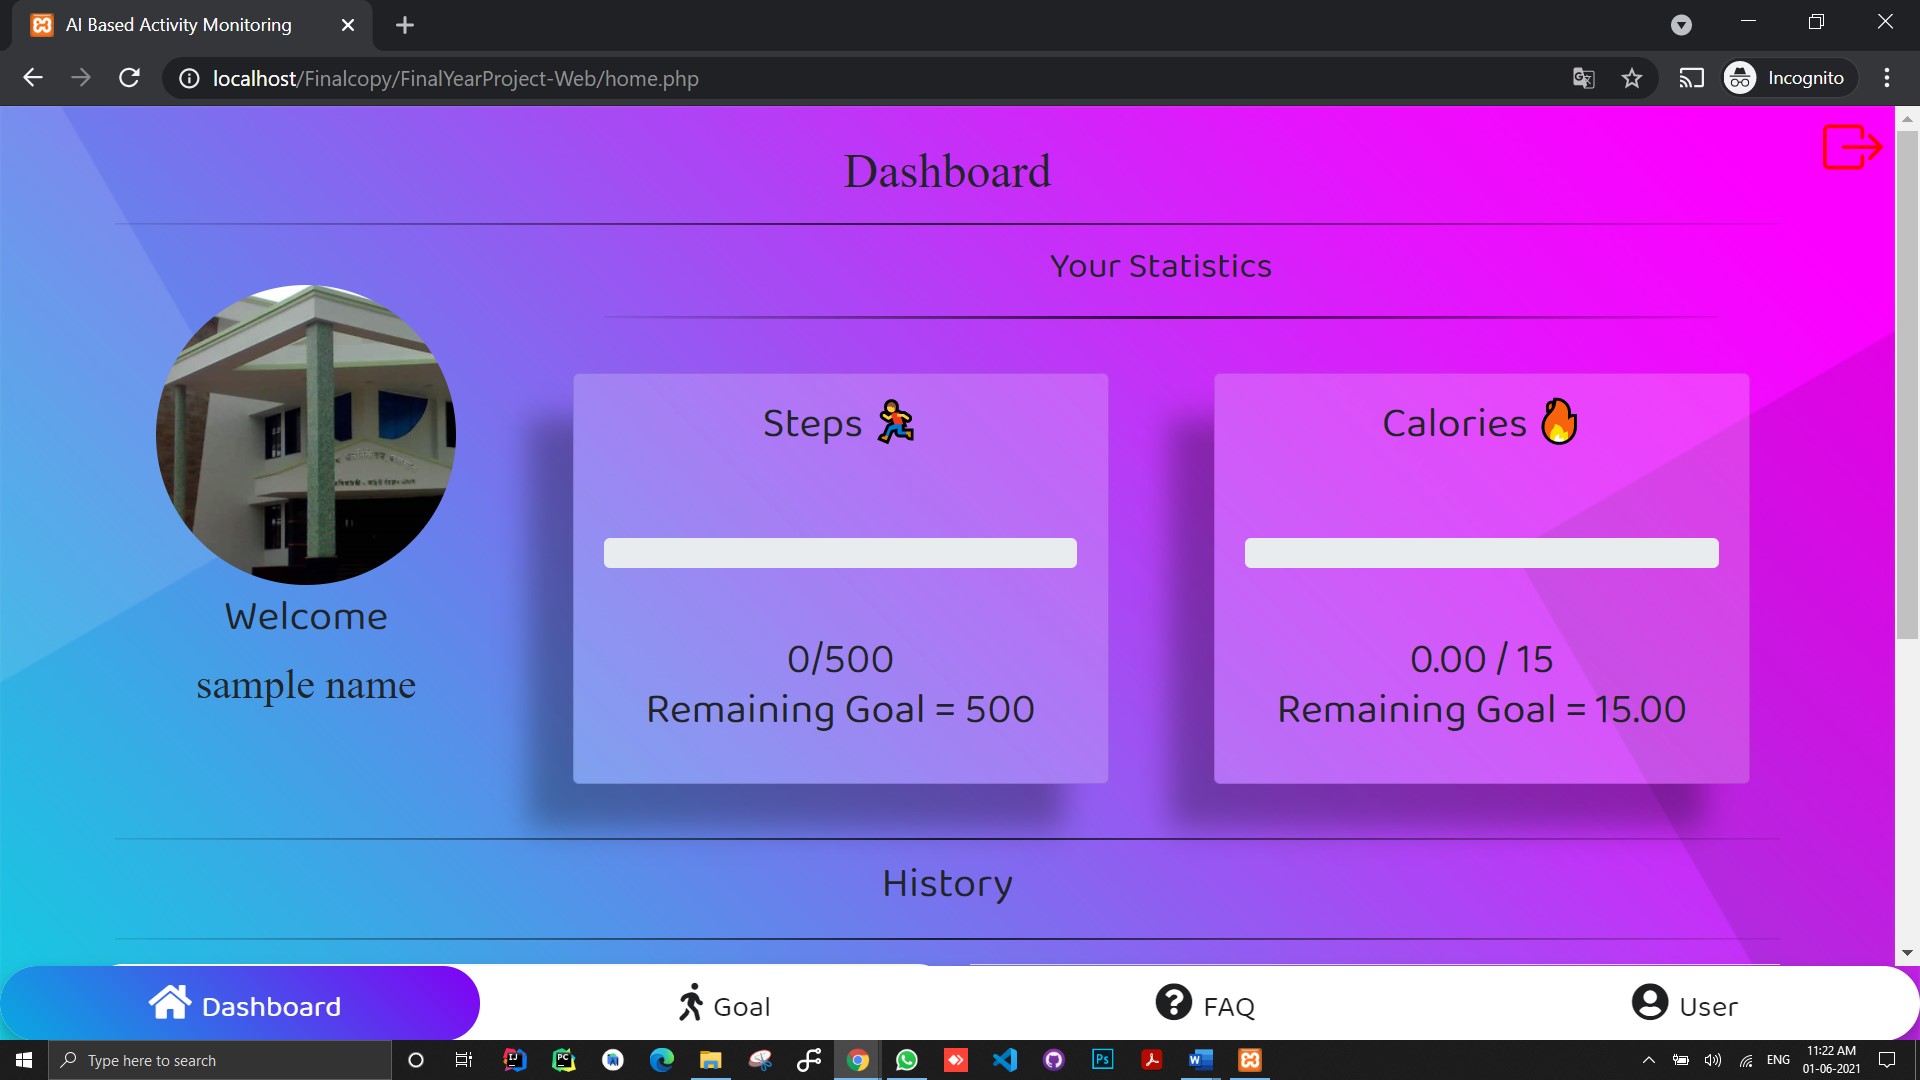 AI Based Activity Monitoring
localhost/Finalcopy/FinalYearProject-Web/home.php
Incognito
Dashboard
Your Statistics
Welcome
sample name
Steps
0/500
Remaining Goal = 500
Calories
0.00 / 15
Remaining Goal = 15.00
History
Dashboard
Goal
FAQ
User
Type here to search
ENG
11:22 AM
01-06-2021